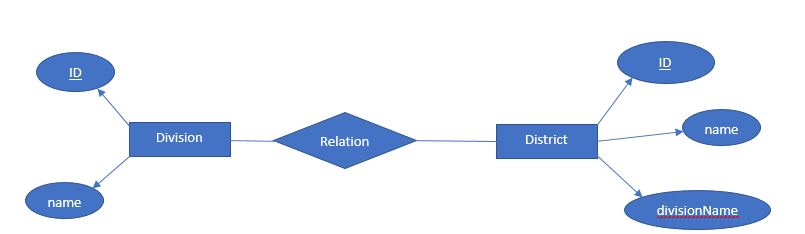 ID
ID
Division
Relation
District
name
name
divisionName